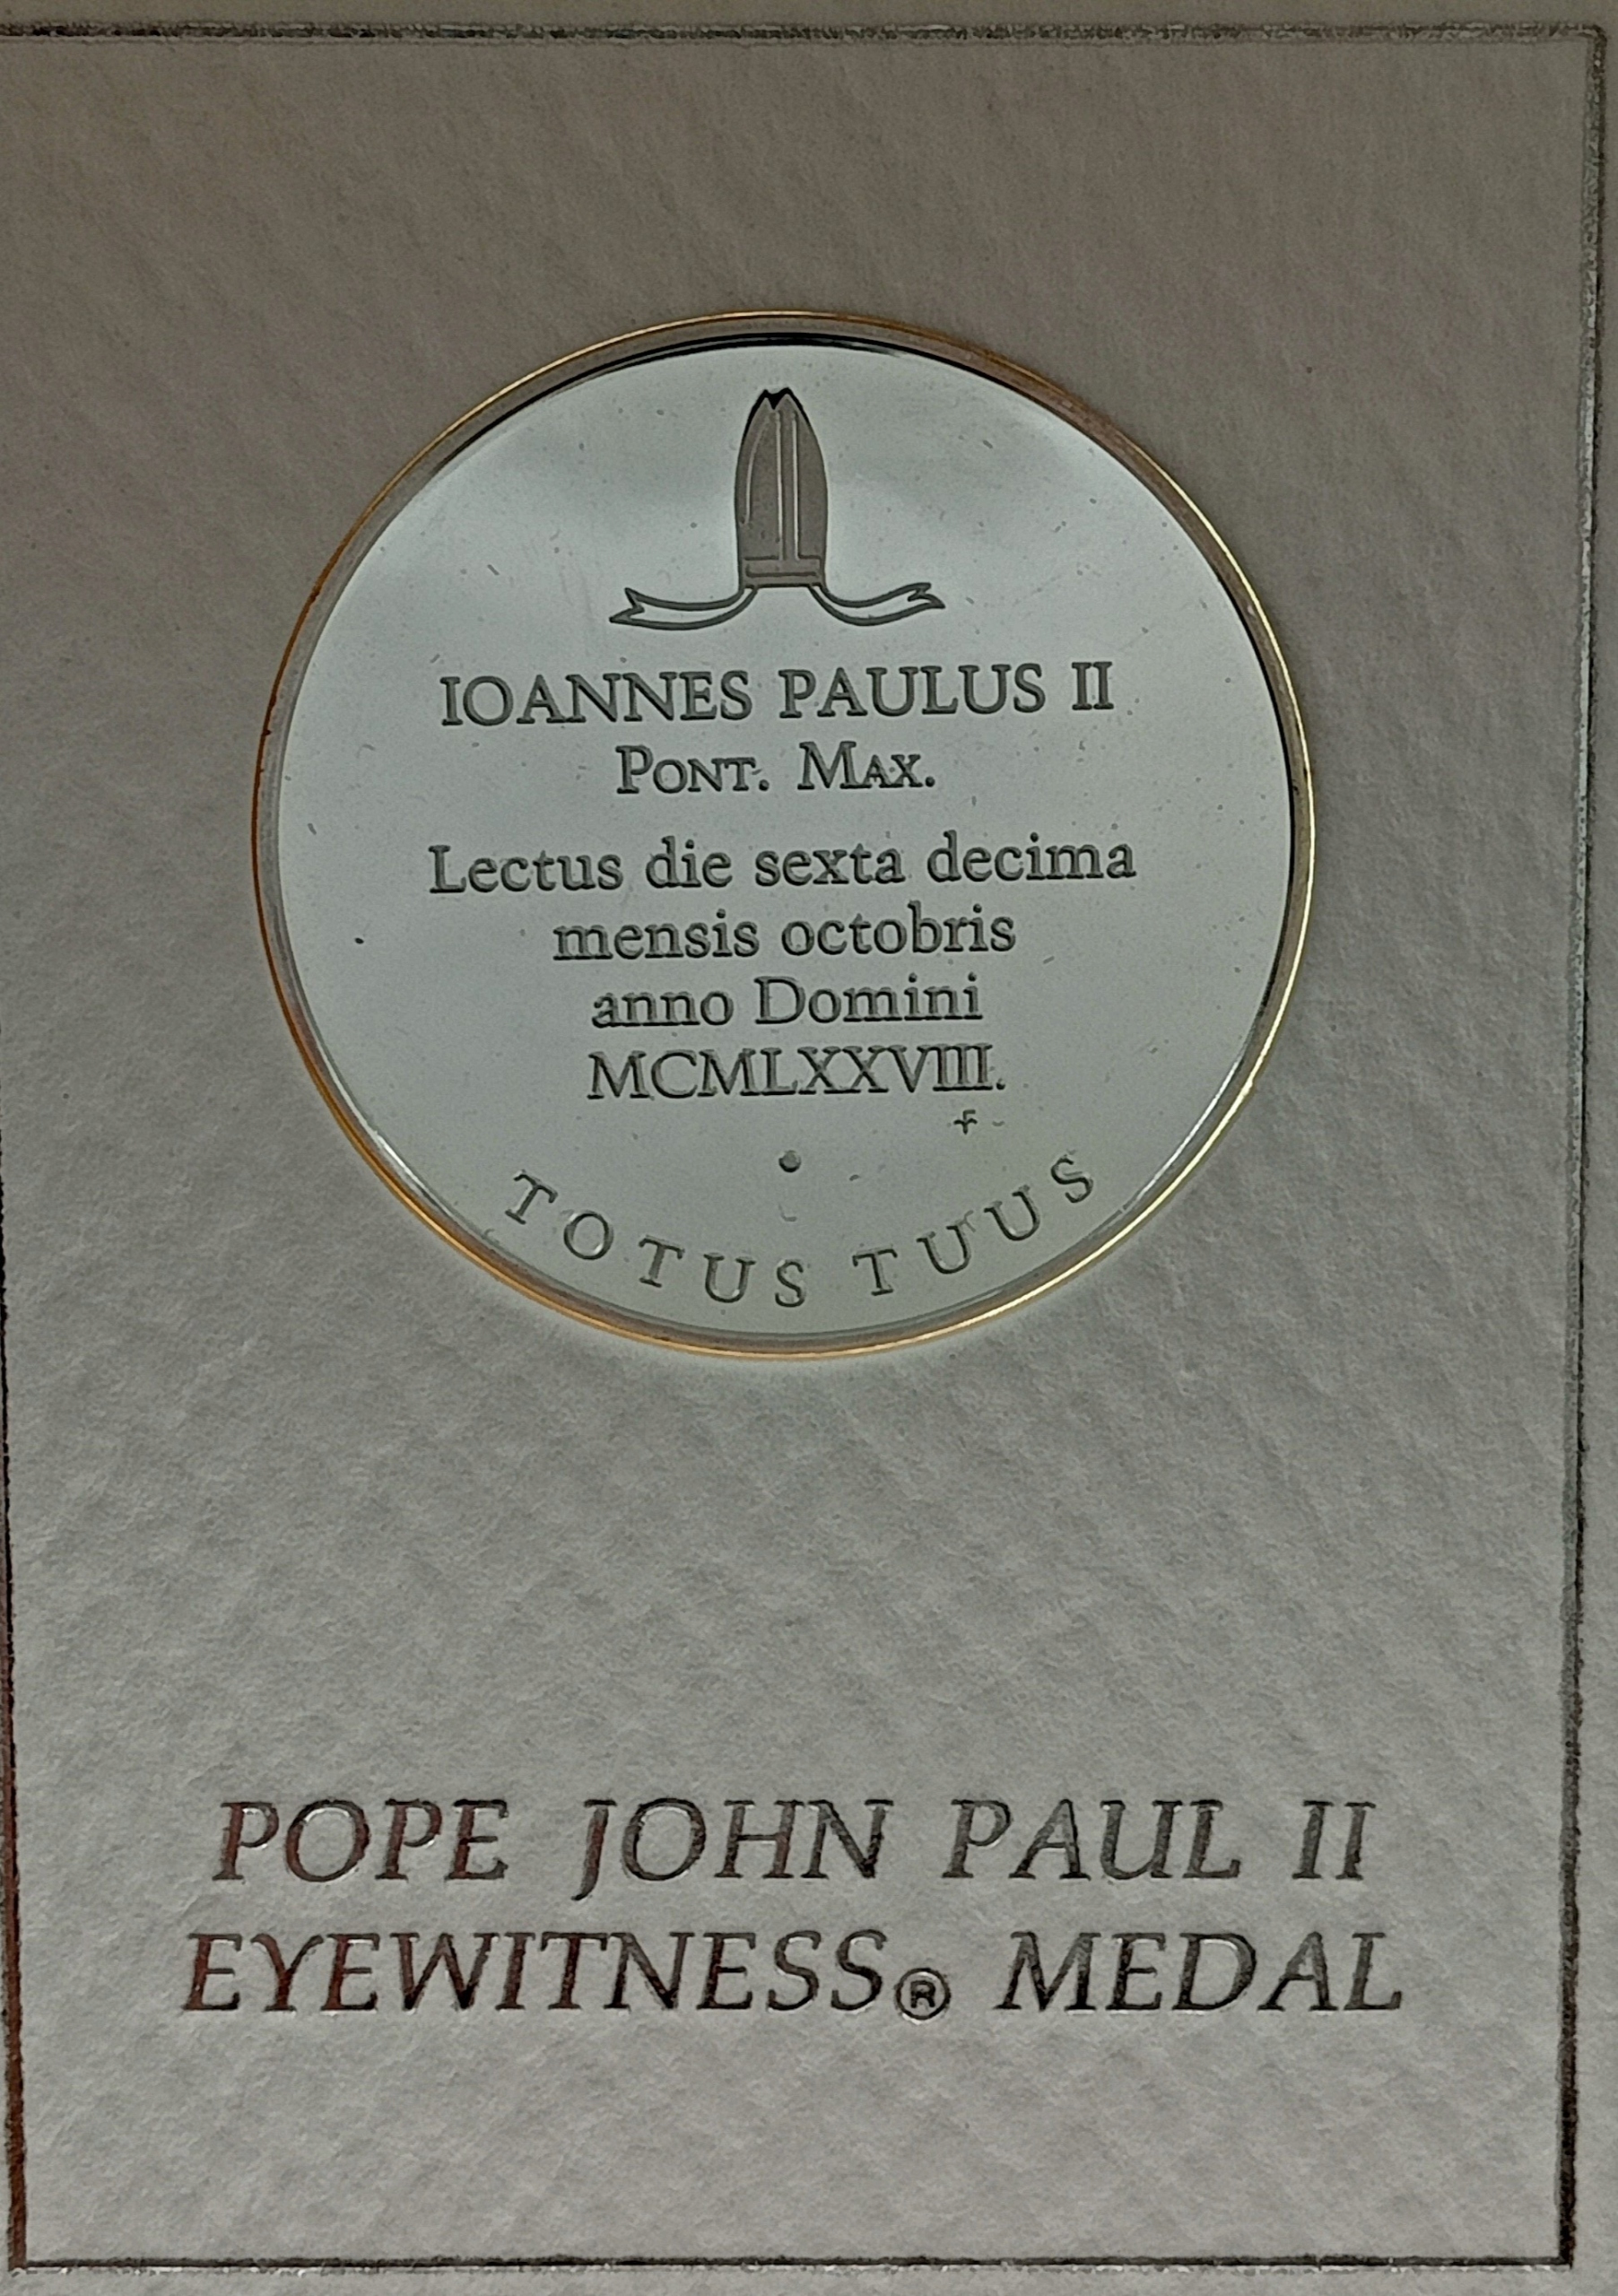 IOANNES PAULUS II
PONT. MAX.
Lectus die sexta decima
mensis octobris
anno Domini
MCMLXXVIII.
TOTUS TUUS
POPE JOHN PAUL II
EYEWITNESS® MEDAL